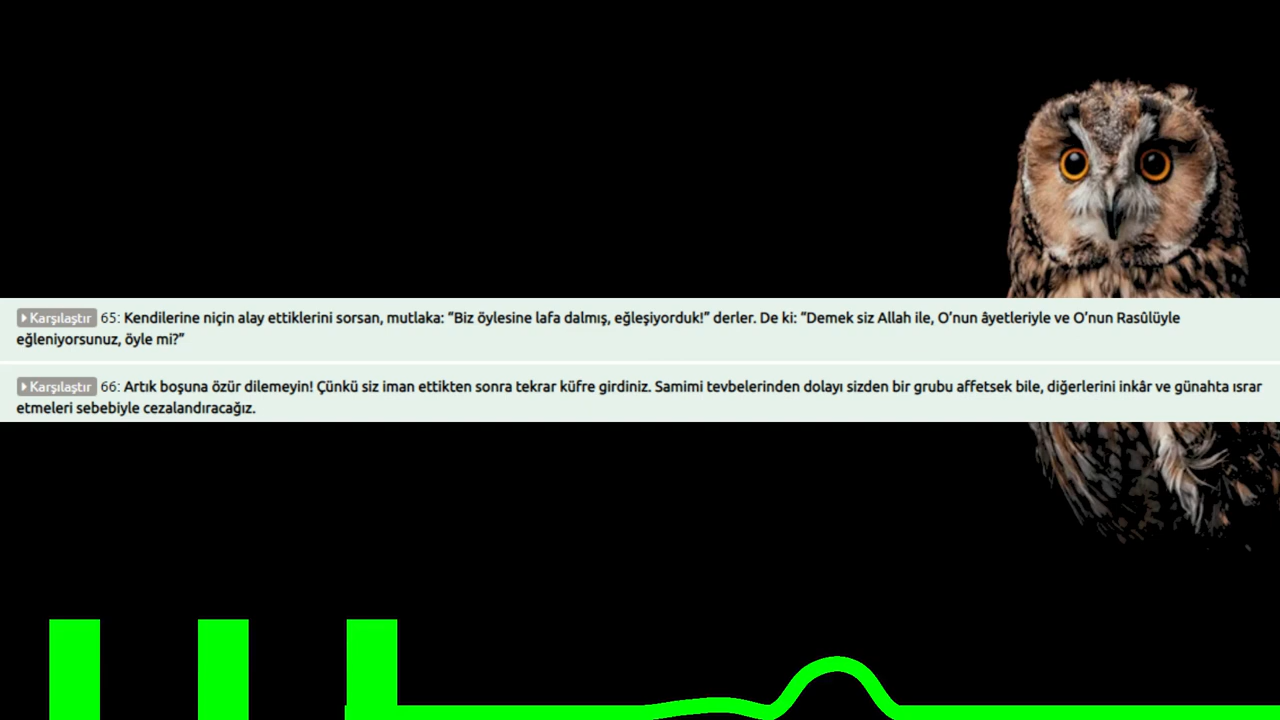 Karşılaştır 65: Kendilerine niçin alay ettiklerini sorsan, mutlaka: “Biz öylesine lafa dalmış, eğleşiyorduk!” derler. De ki: “Demek siz Allah ile, O’nun âyetleriyle ve O’nun Rasûlüyle
eğleniyorsunuz, öyle mi?”
Karşılaştır 66: Artık boşuna özür dilemeyin! Çünkü siz iman ettikten sonra tekrar küfre girdiniz. Samimi tevbelerinden dolayı sizden bir grubu affetsek bile, diğerlerini inkâr ve günahta ısrar
etmeleri sebebiyle cezalandıracağız.